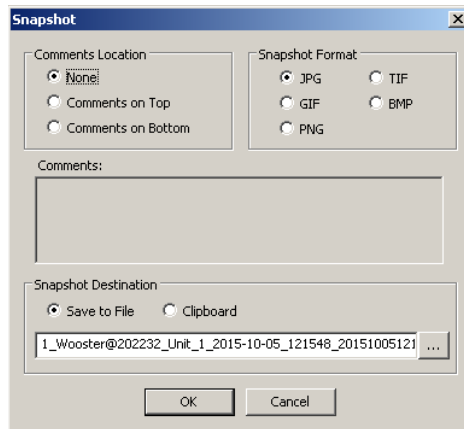 Snapshot
Comments Location
None
Comments on Top
Comments on Bottom
Snapshot Format
JPG
TIF
GIF
BMP
PNG
Comments:
Snapshot Destination
Save to File
Clipboard
1_Wooster@202232_Unit_1_2015-10-05_121548_20151005121
...
OK
Cancel